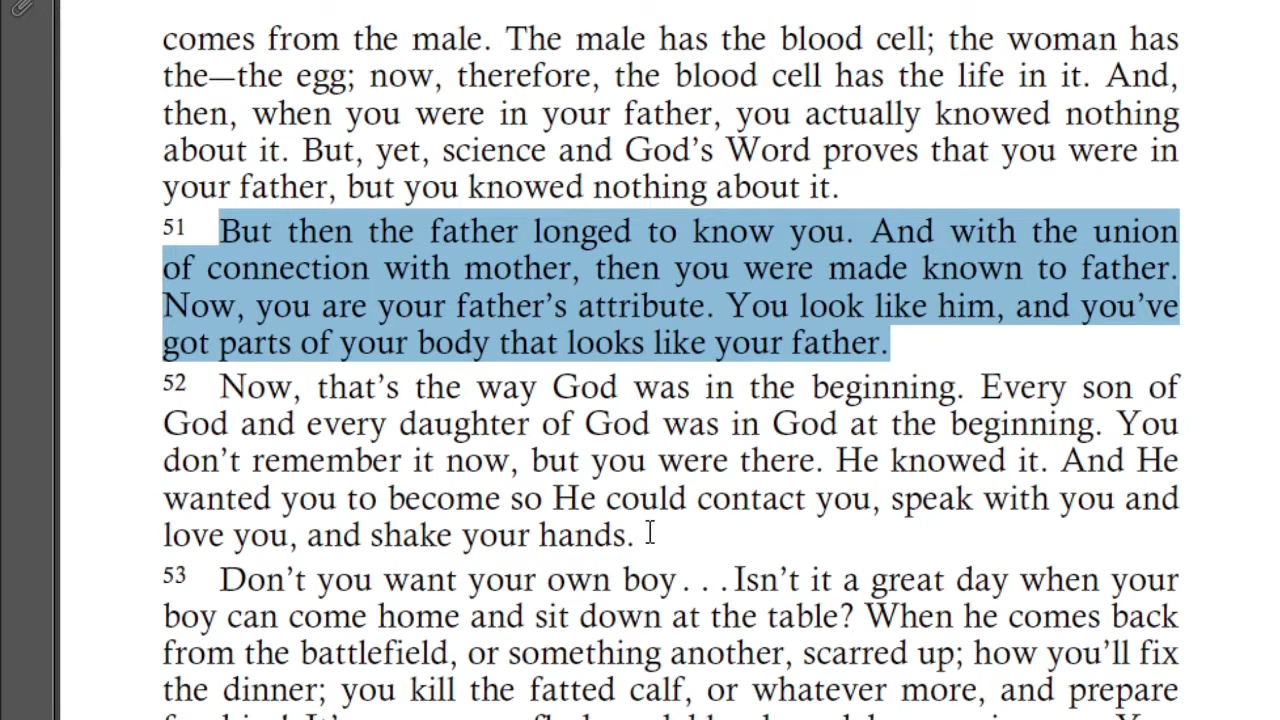 comes from the male. The male has the blood cell; the woman has
the—the egg; now, therefore, the blood cell has the life in it. And,
then, when you were in your father, you actually knowed nothing
about it. But, yet, science and God’s Word proves that you were in
your father, but you knowed nothing about it.
51 But then the father longed to know you. And with the union
of connection with mother, then you were made known to father.
Now, you are your father’s attribute. You look like him, and you’ve
got parts of your body that looks like your father.
52 Now, that’s the way God was in the beginning. Every son of
God and every daughter of God was in God at the beginning. You
don’t remember it now, but you were there. He knowed it. And He
wanted you to become so He could contact you, speak with you and
love you, and shake your hands.
53 Don’t you want your own boy . . . Isn’t it a great day when your
boy can come home and sit down at the table? When he comes back
from the battlefield, or something another, scarred up; how you’ll fix
the dinner; you kill the fatted calf, or whatever more, and prepare